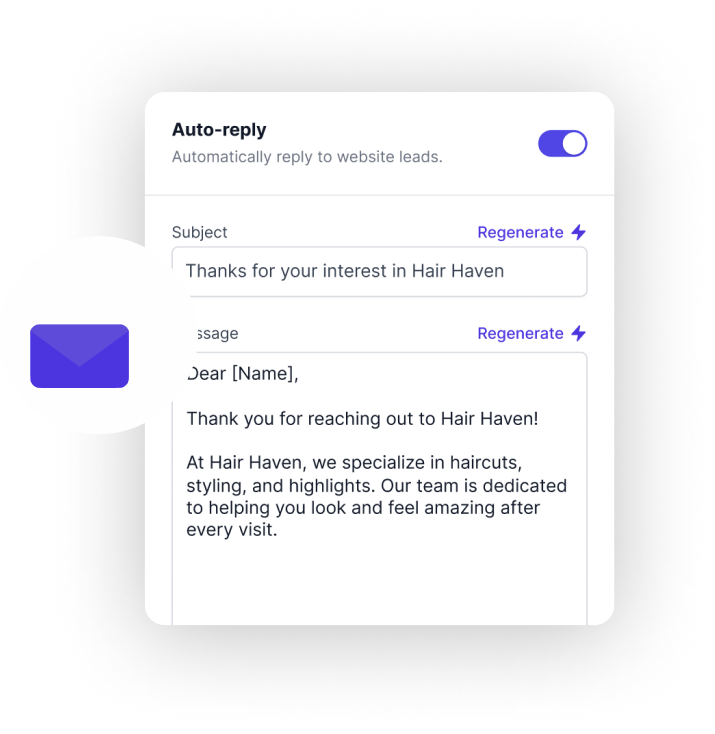 Auto-reply
Automatically reply to website leads.
Subject
Regenerate
Thanks for your interest in Hair Haven
ssage
Regenerate
Dear [Name],
Thank you for reaching out to Hair Haven!
At Hair Haven, we specialize in haircuts,
styling, and highlights. Our team is dedicated
to helping you look and feel amazing after
every visit.